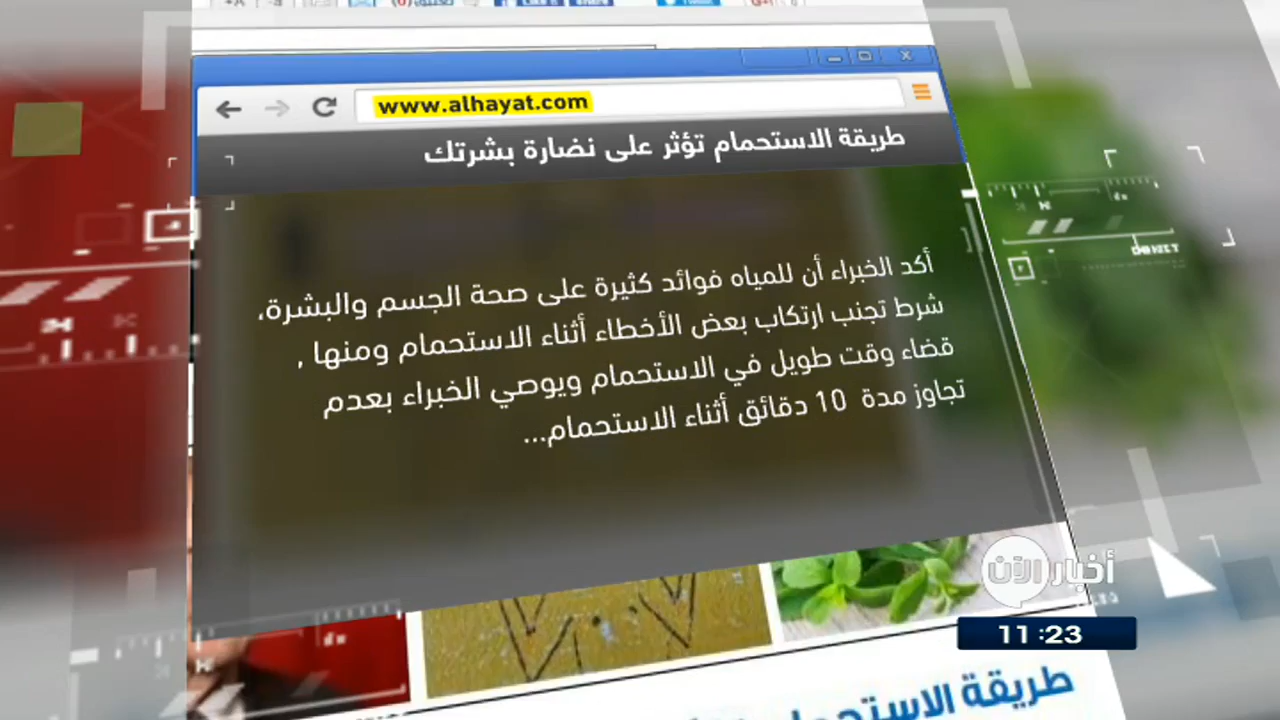 www.alhayat.com
طريقة الاستحمام تؤثر على نضارة بشرتك
أكد الخبراء أن للمياه فوائد كثيرة على صحة الجسم والبشرة،
شرط تجنب ارتكاب بعض الأخطاء أثناء الاستحمام ومنها ,
قضاء وقت طويل في الاستحمام ويوصي الخبراء بعدم
تجاوز مدة 10 دقائق أثناء الاستحمام...
أخبار الآن
11:23
طريقة الاستحمام